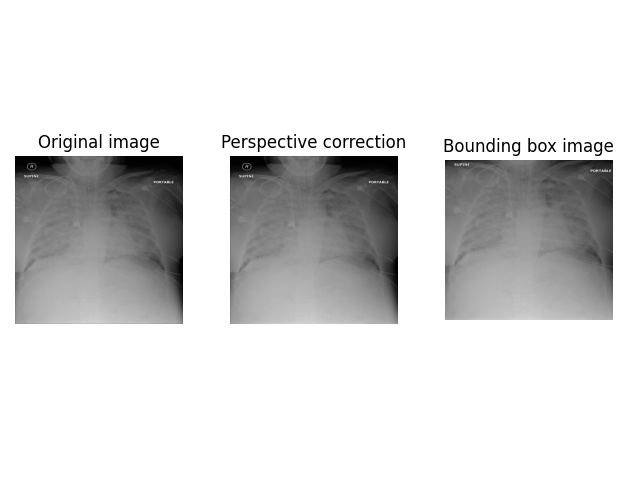 Original image
Perspective correction
Bounding box image
SUPINE
PORTABLE
SUPINE
PORTABLE
SUPINE
PORTABLE